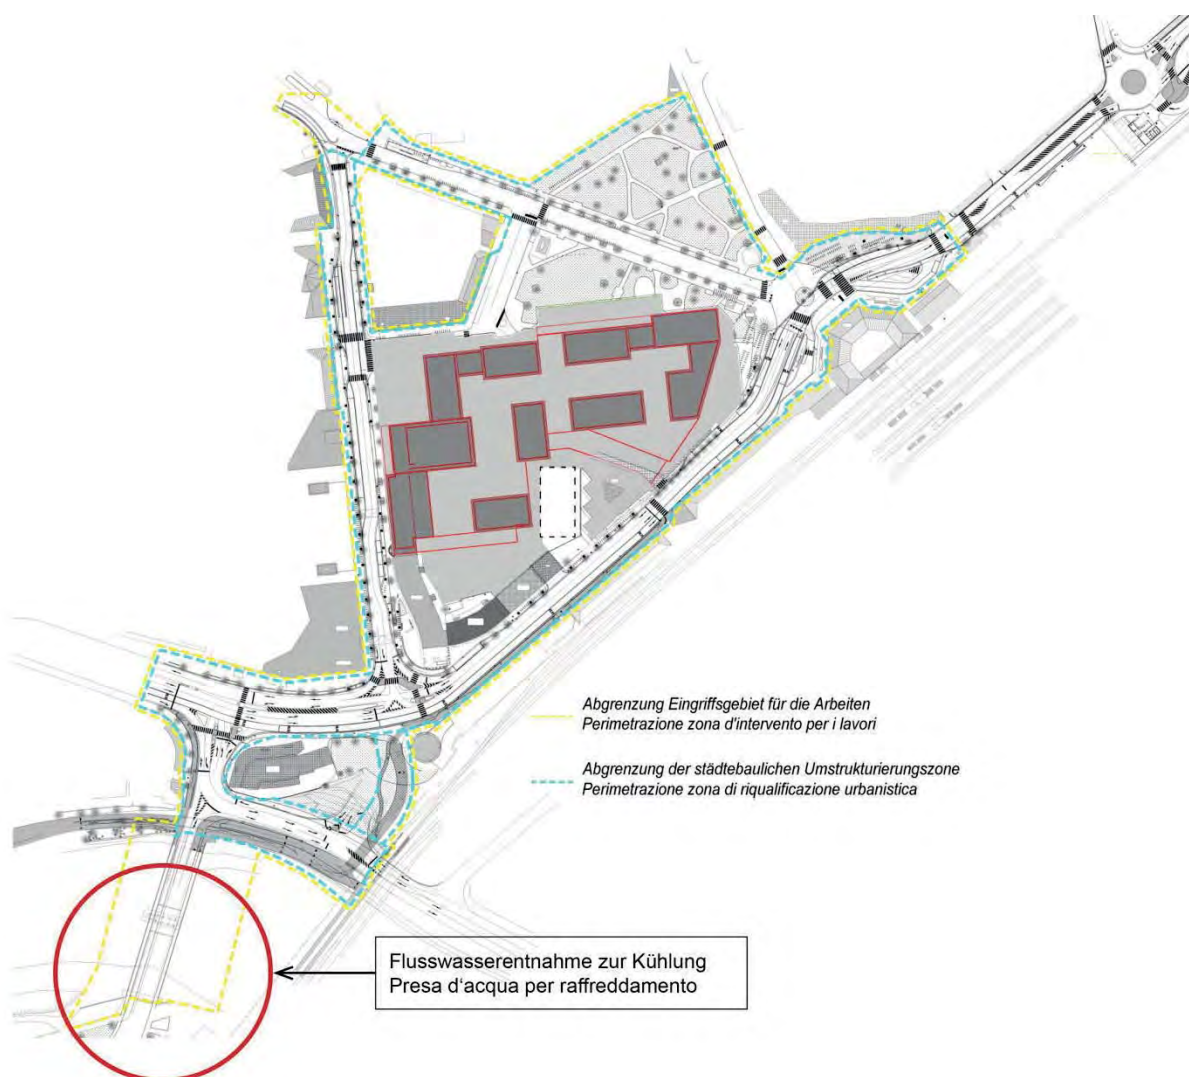 Abgrenzung Eingriffsgebiet für die Arbeiten
Perimetrazione zona d'intervento per i lavori
Abgrenzung der städtebaulichen Umstrukturierungszone
Perimetrazione zona di riqualificazione urbanistica
Flusswasserentnahme zur Kühlung
Presa d'acqua per raffreddamento